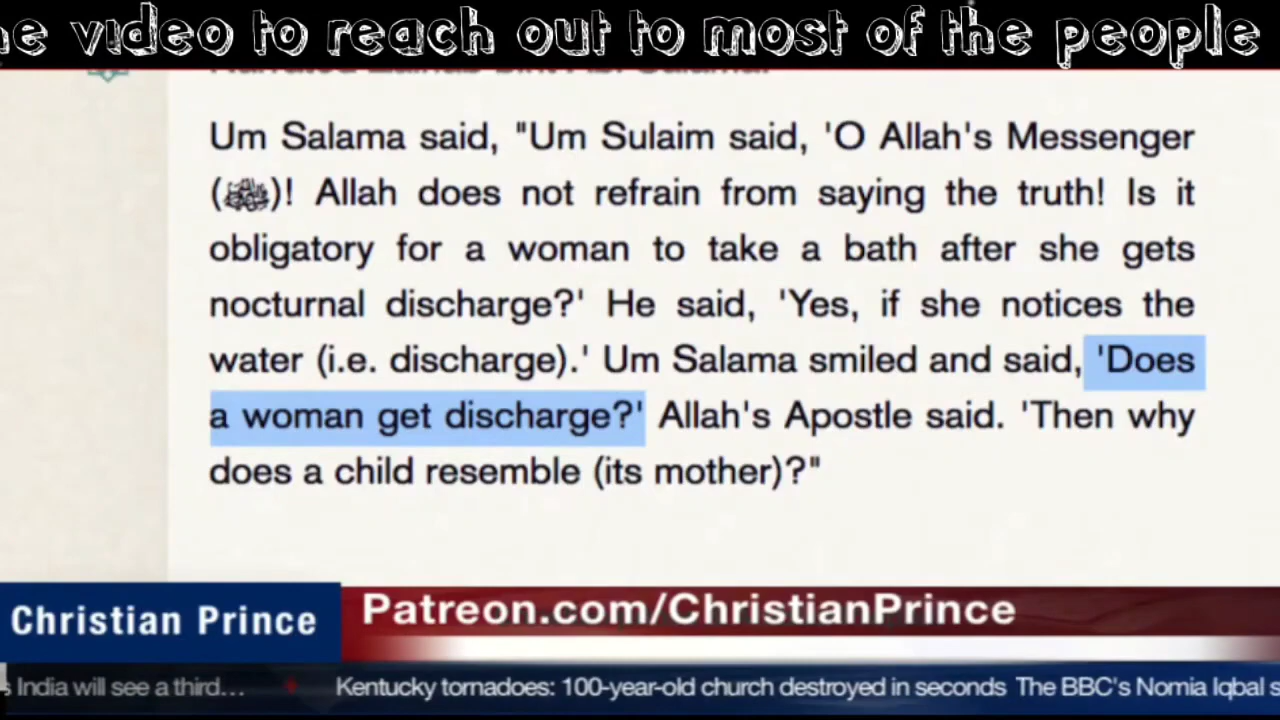 he video to reach out to most of the people
Um Salama said, "Um Sulaim said, 'O Allah's Messenger
(ﷺ)! Allah does not refrain from saying the truth! Is it
obligatory for a woman to take a bath after she gets
nocturnal discharge?' He said, 'Yes, if she notices the
water (i.e. discharge).' Um Salama smiled and said, 'Does
a woman get discharge?' Allah's Apostle said. 'Then why
does a child resemble (its mother)?"
Christian Prince
Patreon.com/ChristianPrince
s India will see a third... Kentucky tornadoes: 100-year-old church destroyed in seconds The BBC's Nomia Iqbal s